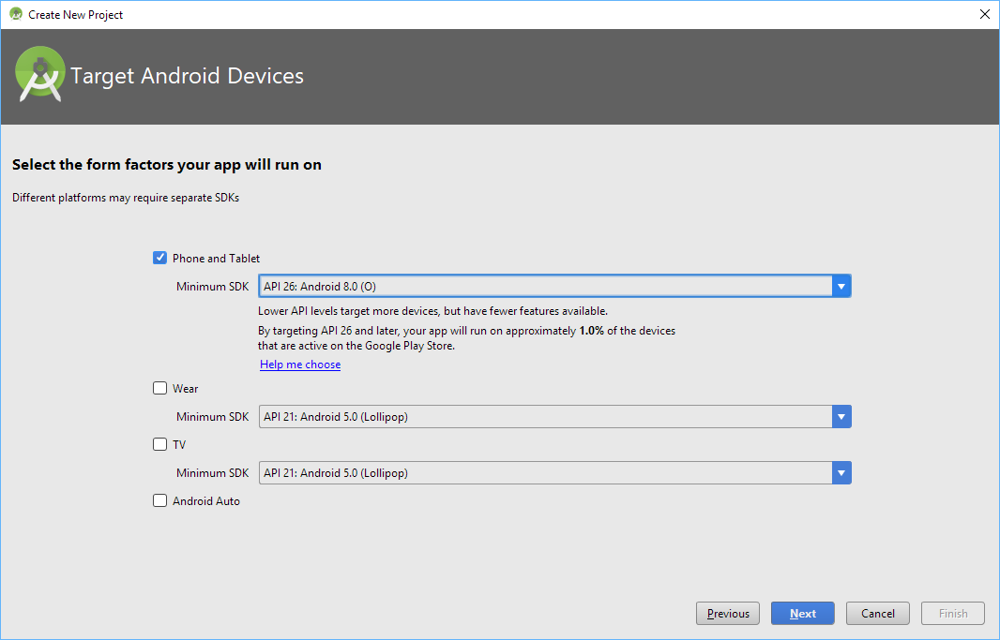 Create New Project
Target Android Devices
Select the form factors your app will run on
Different platforms may require separate SDKs
Phone and Tablet
Minimum SDK API 26: Android 8.0 (O)
Lower API levels target more devices, but have fewer features available.
By targeting API 26 and later, your app will run on approximately 1.0% of the devices
that are active on the Google Play Store.
Help me choose
Wear
Minimum SDK API 21: Android 5.0 (Lollipop)
TV
Minimum SDK API 21: Android 5.0 (Lollipop)
Android Auto
Previous Next Cancel Finish